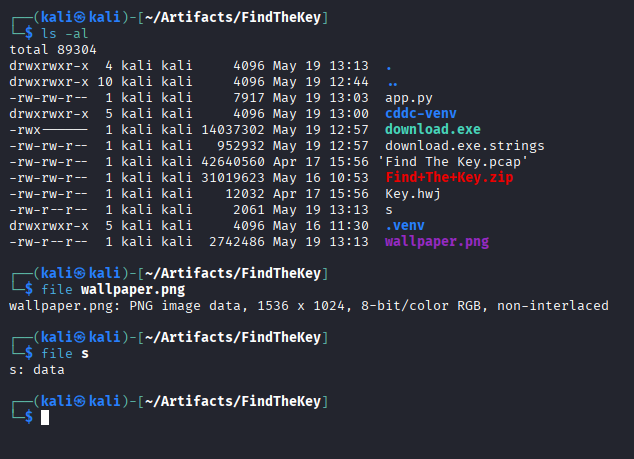 ┌──(kali㉿kali)-[~/Artifacts/FindTheKey]
└─$ ls -al
total 89304
drwxrwxr-x  4 kali kali     4096 May 19 13:13 .
drwxrwxr-x 10 kali kali     4096 May 19 12:44 ..
-rw-rw-r--  1 kali kali     7917 May 19 13:03 app.py
drwxrwxr-x  5 kali kali     4096 May 19 13:00 cddc-venv
-rwx------  1 kali kali 14037302 May 19 12:57 download.exe
-rw-rw-r--  1 kali kali   952932 May 19 12:57 download.exe.strings
-rw-rw-r--  1 kali kali 42640560 Apr 17 15:56 'Find The Key.pcap'
-rw-rw-r--  1 kali kali 31019623 May 16 10:53 Find+The+Key.zip
-rw-rw-r--  1 kali kali    12032 Apr 17 15:56 Key.hwj
-rw-r--r--  1 kali kali     2061 May 19 13:13 s
drwxrwxr-x  5 kali kali     4096 May 16 11:30 .venv
-rw-r--r--  1 kali kali  2742486 May 19 13:13 wallpaper.png
┌──(kali㉿kali)-[~/Artifacts/FindTheKey]
└─$ file wallpaper.png
wallpaper.png: PNG image data, 1536 x 1024, 8-bit/color RGB, non-interlaced
┌──(kali㉿kali)-[~/Artifacts/FindTheKey]
└─$ file s
s: data
┌──(kali㉿kali)-[~/Artifacts/FindTheKey]
└─$